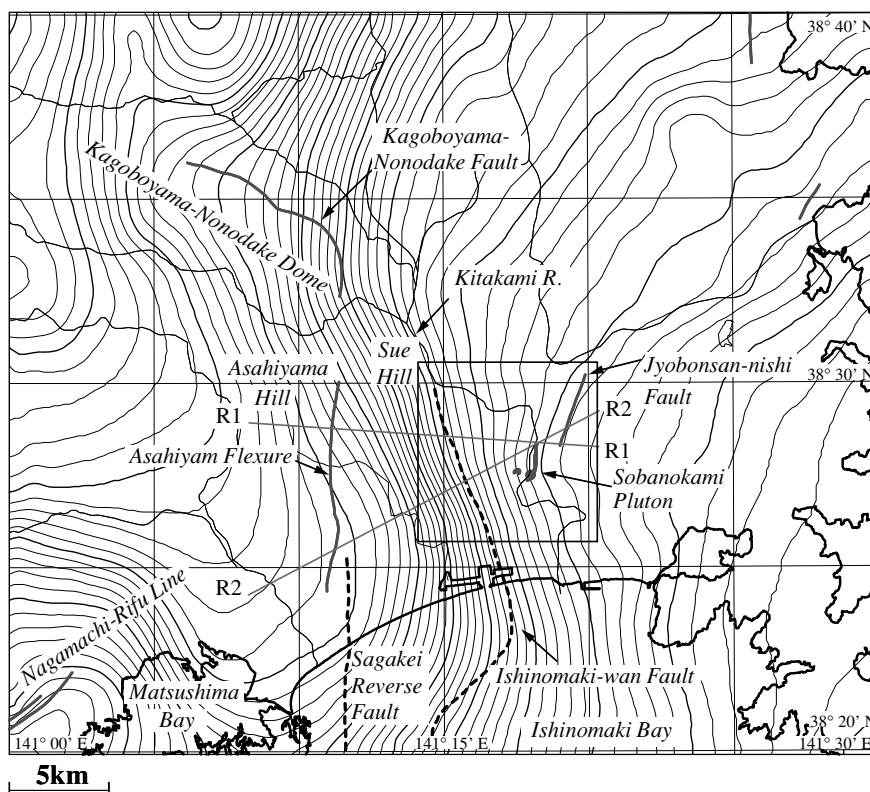 38° 40' N
Kagoboyama-
Nonodake Fault
Kagoboyama-Nonodake Dome
Kitakami R.
Sue
Hill
Asahiyama
Hill
Jyobonsan-nishi
Fault
38° 30' N
R2
R1
R1
Asahiyam Flexure
Sobanokami
Pluton
R2
Nagamachi-Rifu Line
Sagakei
Reverse
Fault
Ishinomaki-wan Fault
Matsushima
Bay
Ishinomaki Bay
38° 20' N
141° 00' E
141° 15' E
141° 30' E
5km